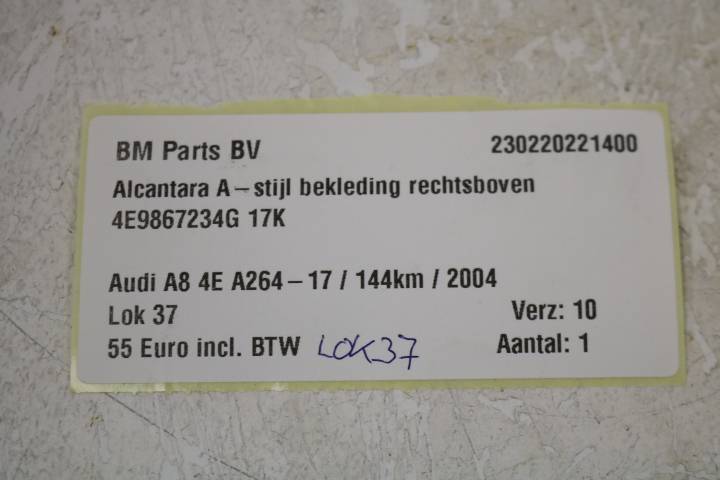 BM Parts BV 230220221400
Alcantara A-stijl bekleding rechtsboven
4E9867234G 17K
Audi A8 4E A264-17 / 144km / 2004
Lok 37 Verz: 10
55 Euro incl. BTW LOK37 Aantal: 1